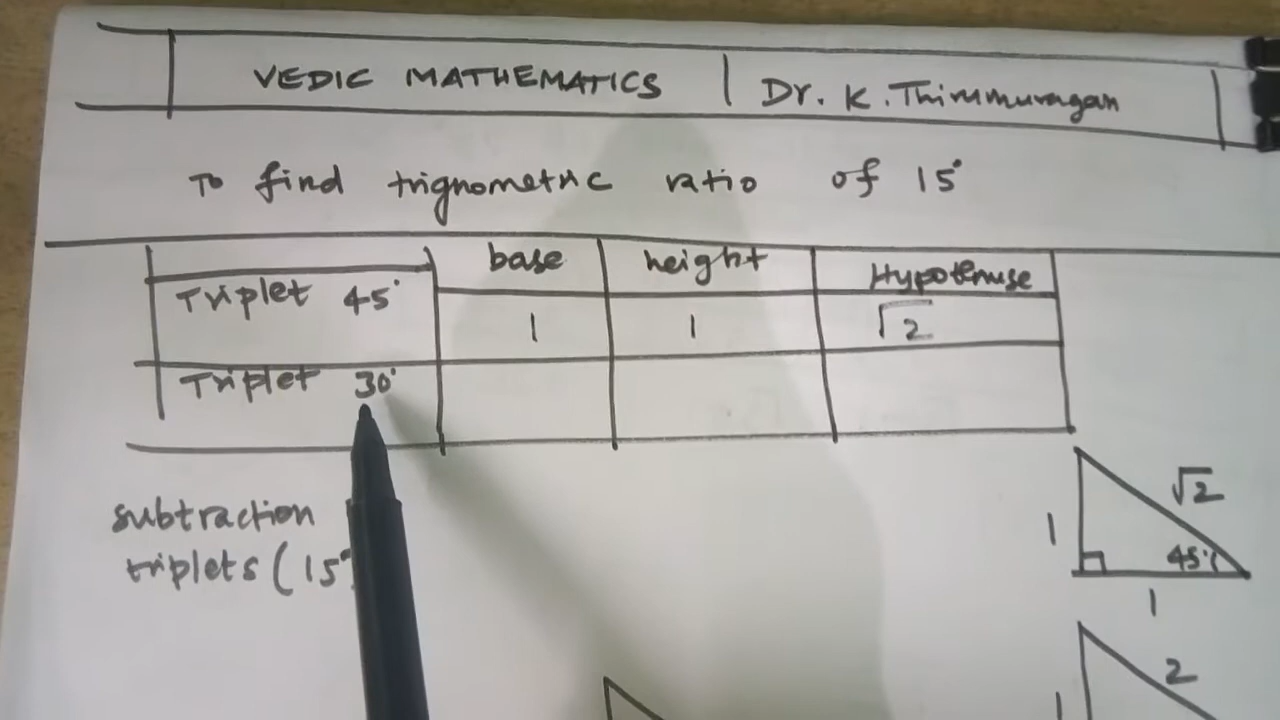 VEDIC MATHEMATICS | Dr. K. Thirumurugan
To find trignometric ratio of 15°
base height Hypotenuse
Triplet 45° 1 1 √2
Triplet 30°
subtraction
triplets (15°
√2
1 45°
1
2
1